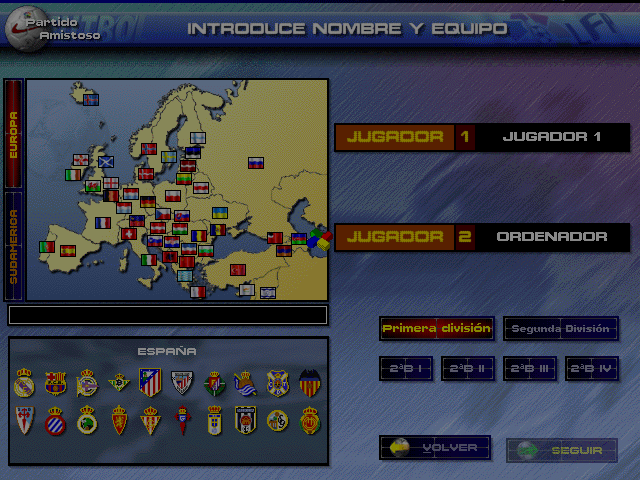 Partido
Amistoso
INTRODUCE NOMBRE Y EQUIPO
EUROPA
SUDAMERICA
JUGADOR 1 JUGADOR 1
JUGADOR 2 ORDENADOR
Primera división Segunda División
2ªB I 2ªB II 2ªB III 2ªB IV
ESPAÑA
VOLVER SEGUIR